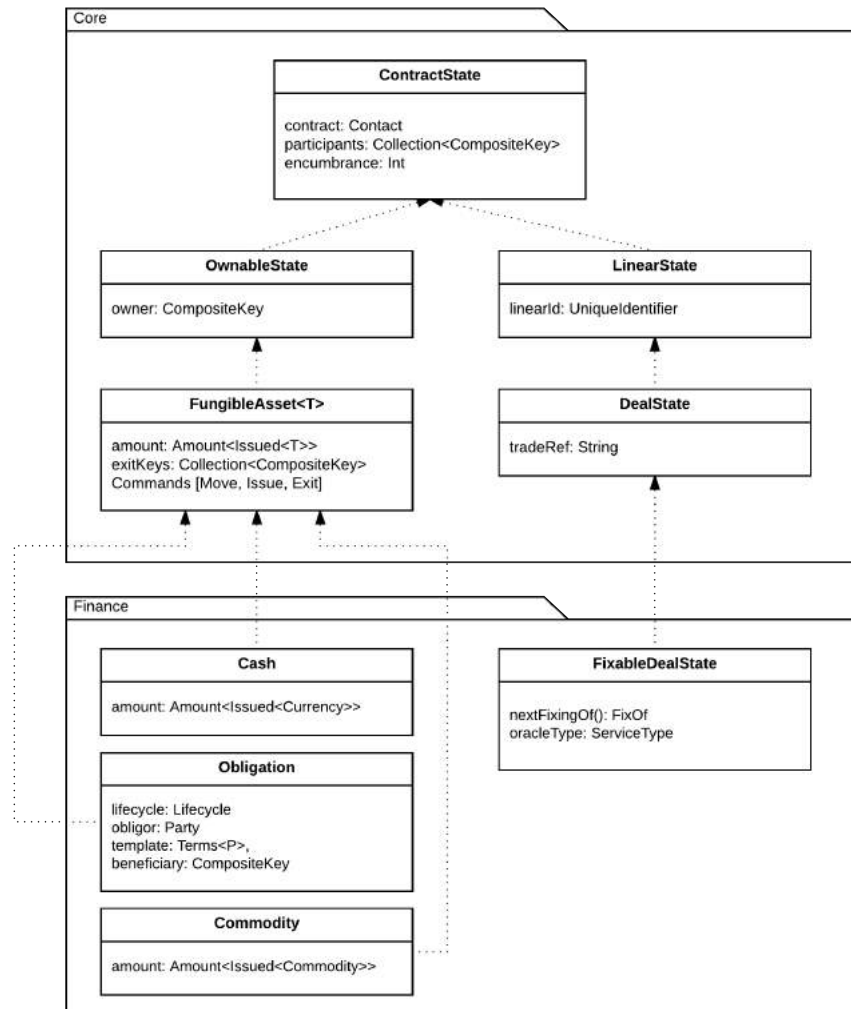 Core
ContractState
contract: Contact
participants: Collection<CompositeKey>
encumbrance: Int
OwnableState
owner: CompositeKey
LinearState
linearId: UniqueIdentifier
FungibleAsset<T>
amount: Amount<Issued<T>>
exitKeys: Collection<CompositeKey>
Commands [Move, Issue, Exit]
DealState
tradeRef: String
Finance
Cash
amount: Amount<Issued<Currency>>
FixableDealState
nextFixingOf(): FixOf
oracleType: ServiceType
Obligation
lifecycle: Lifecycle
obligor: Party
template: Terms<P>,
beneficiary: CompositeKey
Commodity
amount: Amount<Issued<Commodity>>